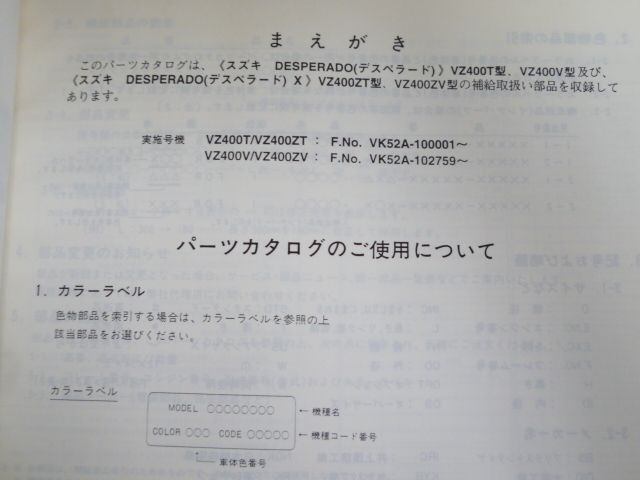 まえがき
このパーツカタログは、《スズキ DESPERADO(デスペラード)》VZ400T型、VZ400V型及び、
《スズキ DESPERADO(デスペラード) X》VZ400ZT型、VZ400ZV型の補給取扱い部品を収録して
あります。
実施号機 VZ400T/VZ400ZT : F.No. VK52A-100001～
VZ400V/VZ400ZV : F.No. VK52A-102759～
パーツカタログのご使用について
1. カラーラベル
色物部品を索引する場合は、カラーラベルを参照の上
該当部品をお選びください。
カラーラベル
MODEL ○○○○○○○○ ←機種名
COLOR ○○○ CODE ○○○○○ ←機種コード番号
↑車体色番号